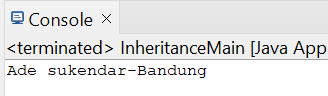 Console
<terminated> InheritanceMain [Java App
Ade sukendar-Bandung